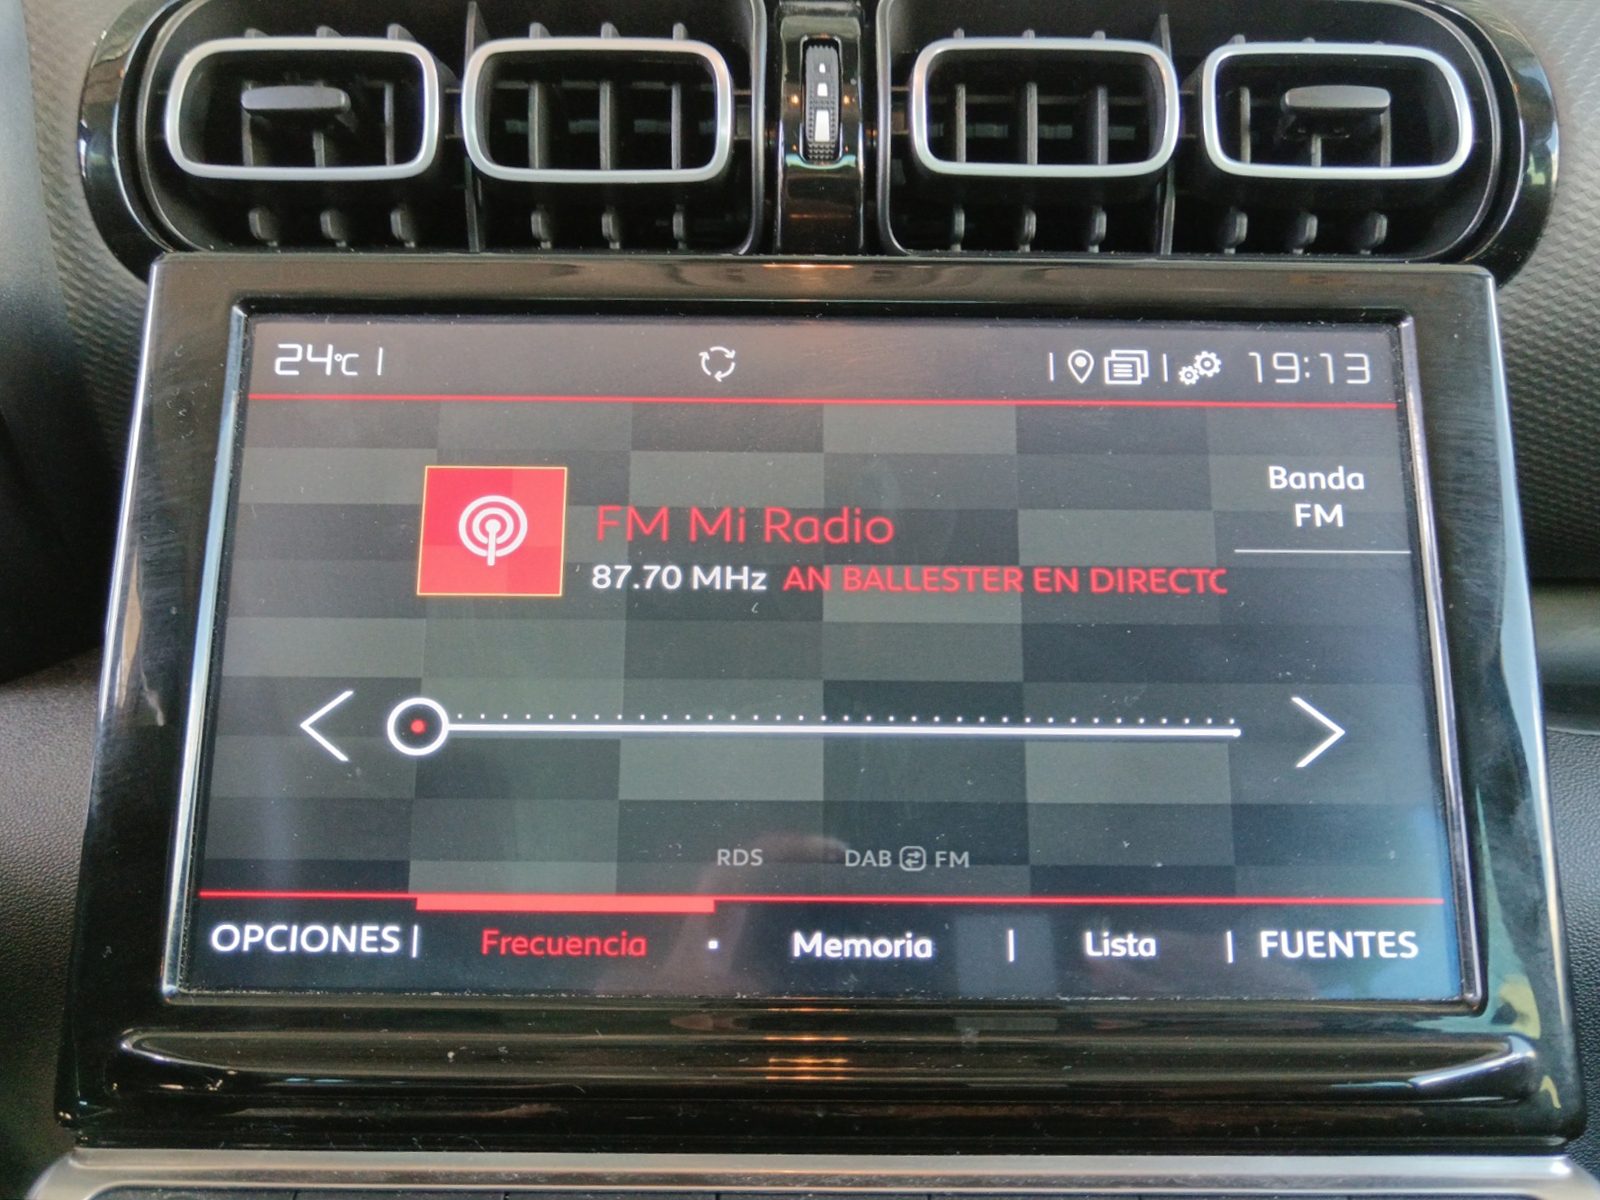 24°C
19:13
Banda
FM
FM Mi Radio
87.70 MHz AN BALLESTER EN DIRECTO
RDS DAB FM
OPCIONES Frecuencia Memoria Lista FUENTES